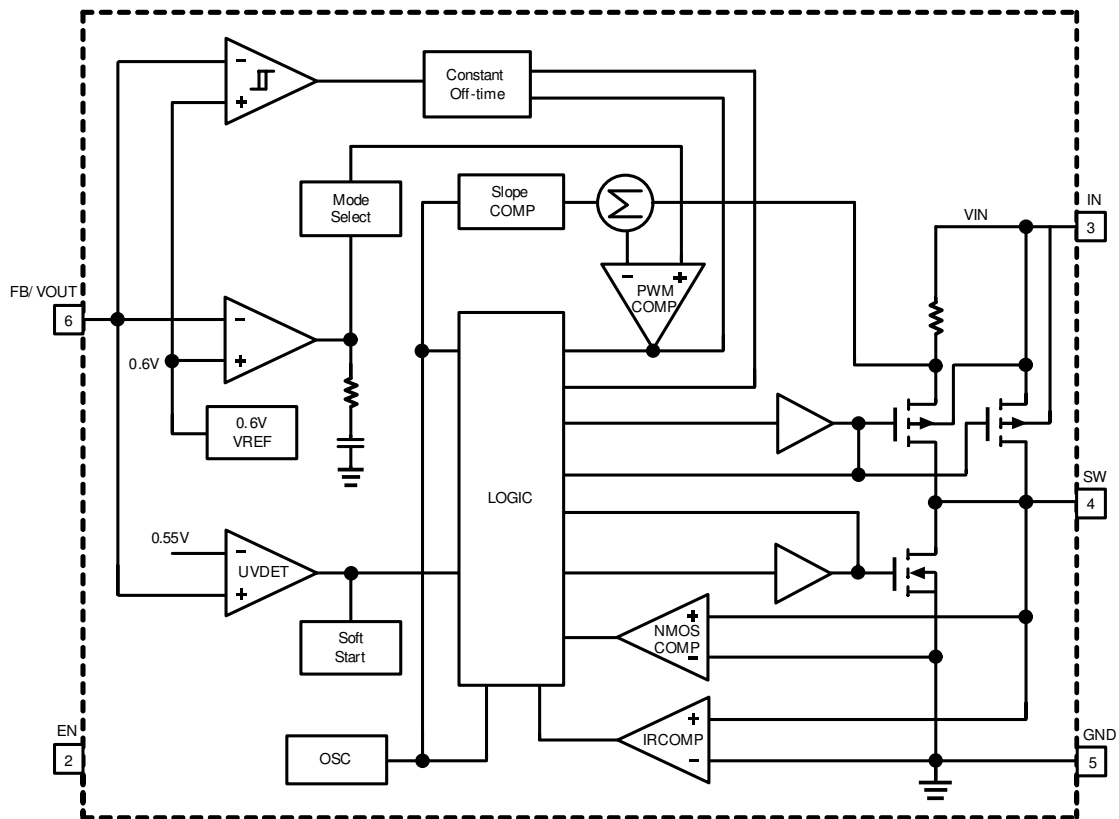 -
+
Constant
Off-time
Mode
Select
Slope
COMP
Σ
VIN
IN
3
-
+
PWM
COMP
FB/ VOUT
6
-
+
0.6V
0.6V
VREF
LOGIC
SW
4
0.55V
-
+
UVDET
Soft
Start
+
-
NMOS
COMP
EN
2
OSC
+
-
IRCOMP
GND
5